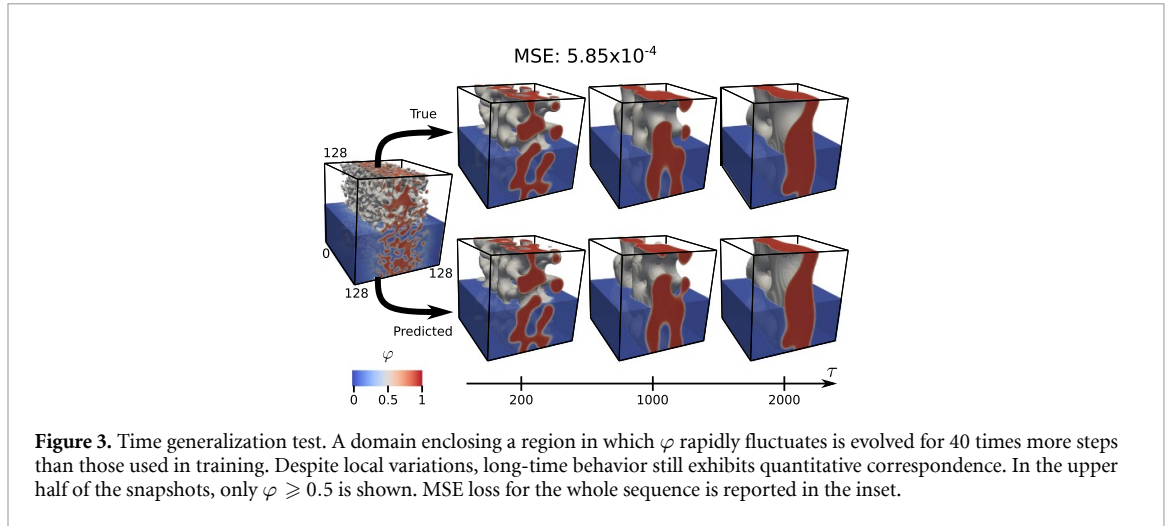 MSE: 5.85x10⁻⁴
True
128
0
128
128
Predicted
φ
0 0.5 1
τ
200 1000 2000
Figure 3. Time generalization test. A domain enclosing a region in which φ rapidly fluctuates is evolved for 40 times more steps
than those used in training. Despite local variations, long-time behavior still exhibits quantitative correspondence. In the upper
half of the snapshots, only φ ⩾ 0.5 is shown. MSE loss for the whole sequence is reported in the inset.